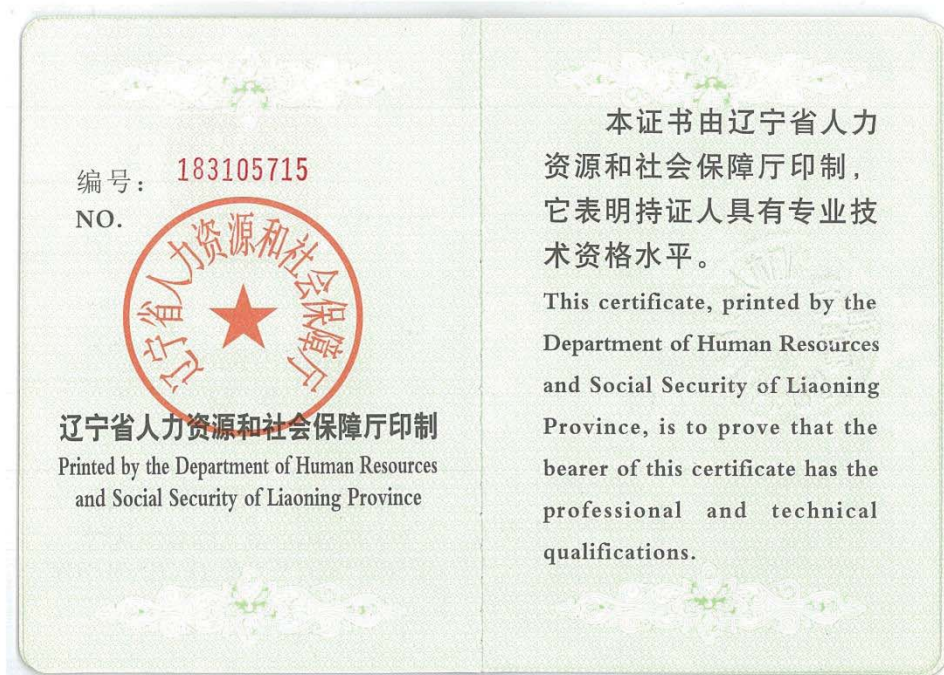 编号: 183105715
NO.
辽宁省人力资源和社会保障厅
辽宁省人力资源和社会保障厅印制
Printed by the Department of Human Resources
and Social Security of Liaoning Province
本证书由辽宁省人力
资源和社会保障厅印制，
它表明持证人具有专业技
术资格水平。
This certificate, printed by the
Department of Human Resources
and Social Security of Liaoning
Province, is to prove that the
bearer of this certificate has the
professional and technical
qualifications.